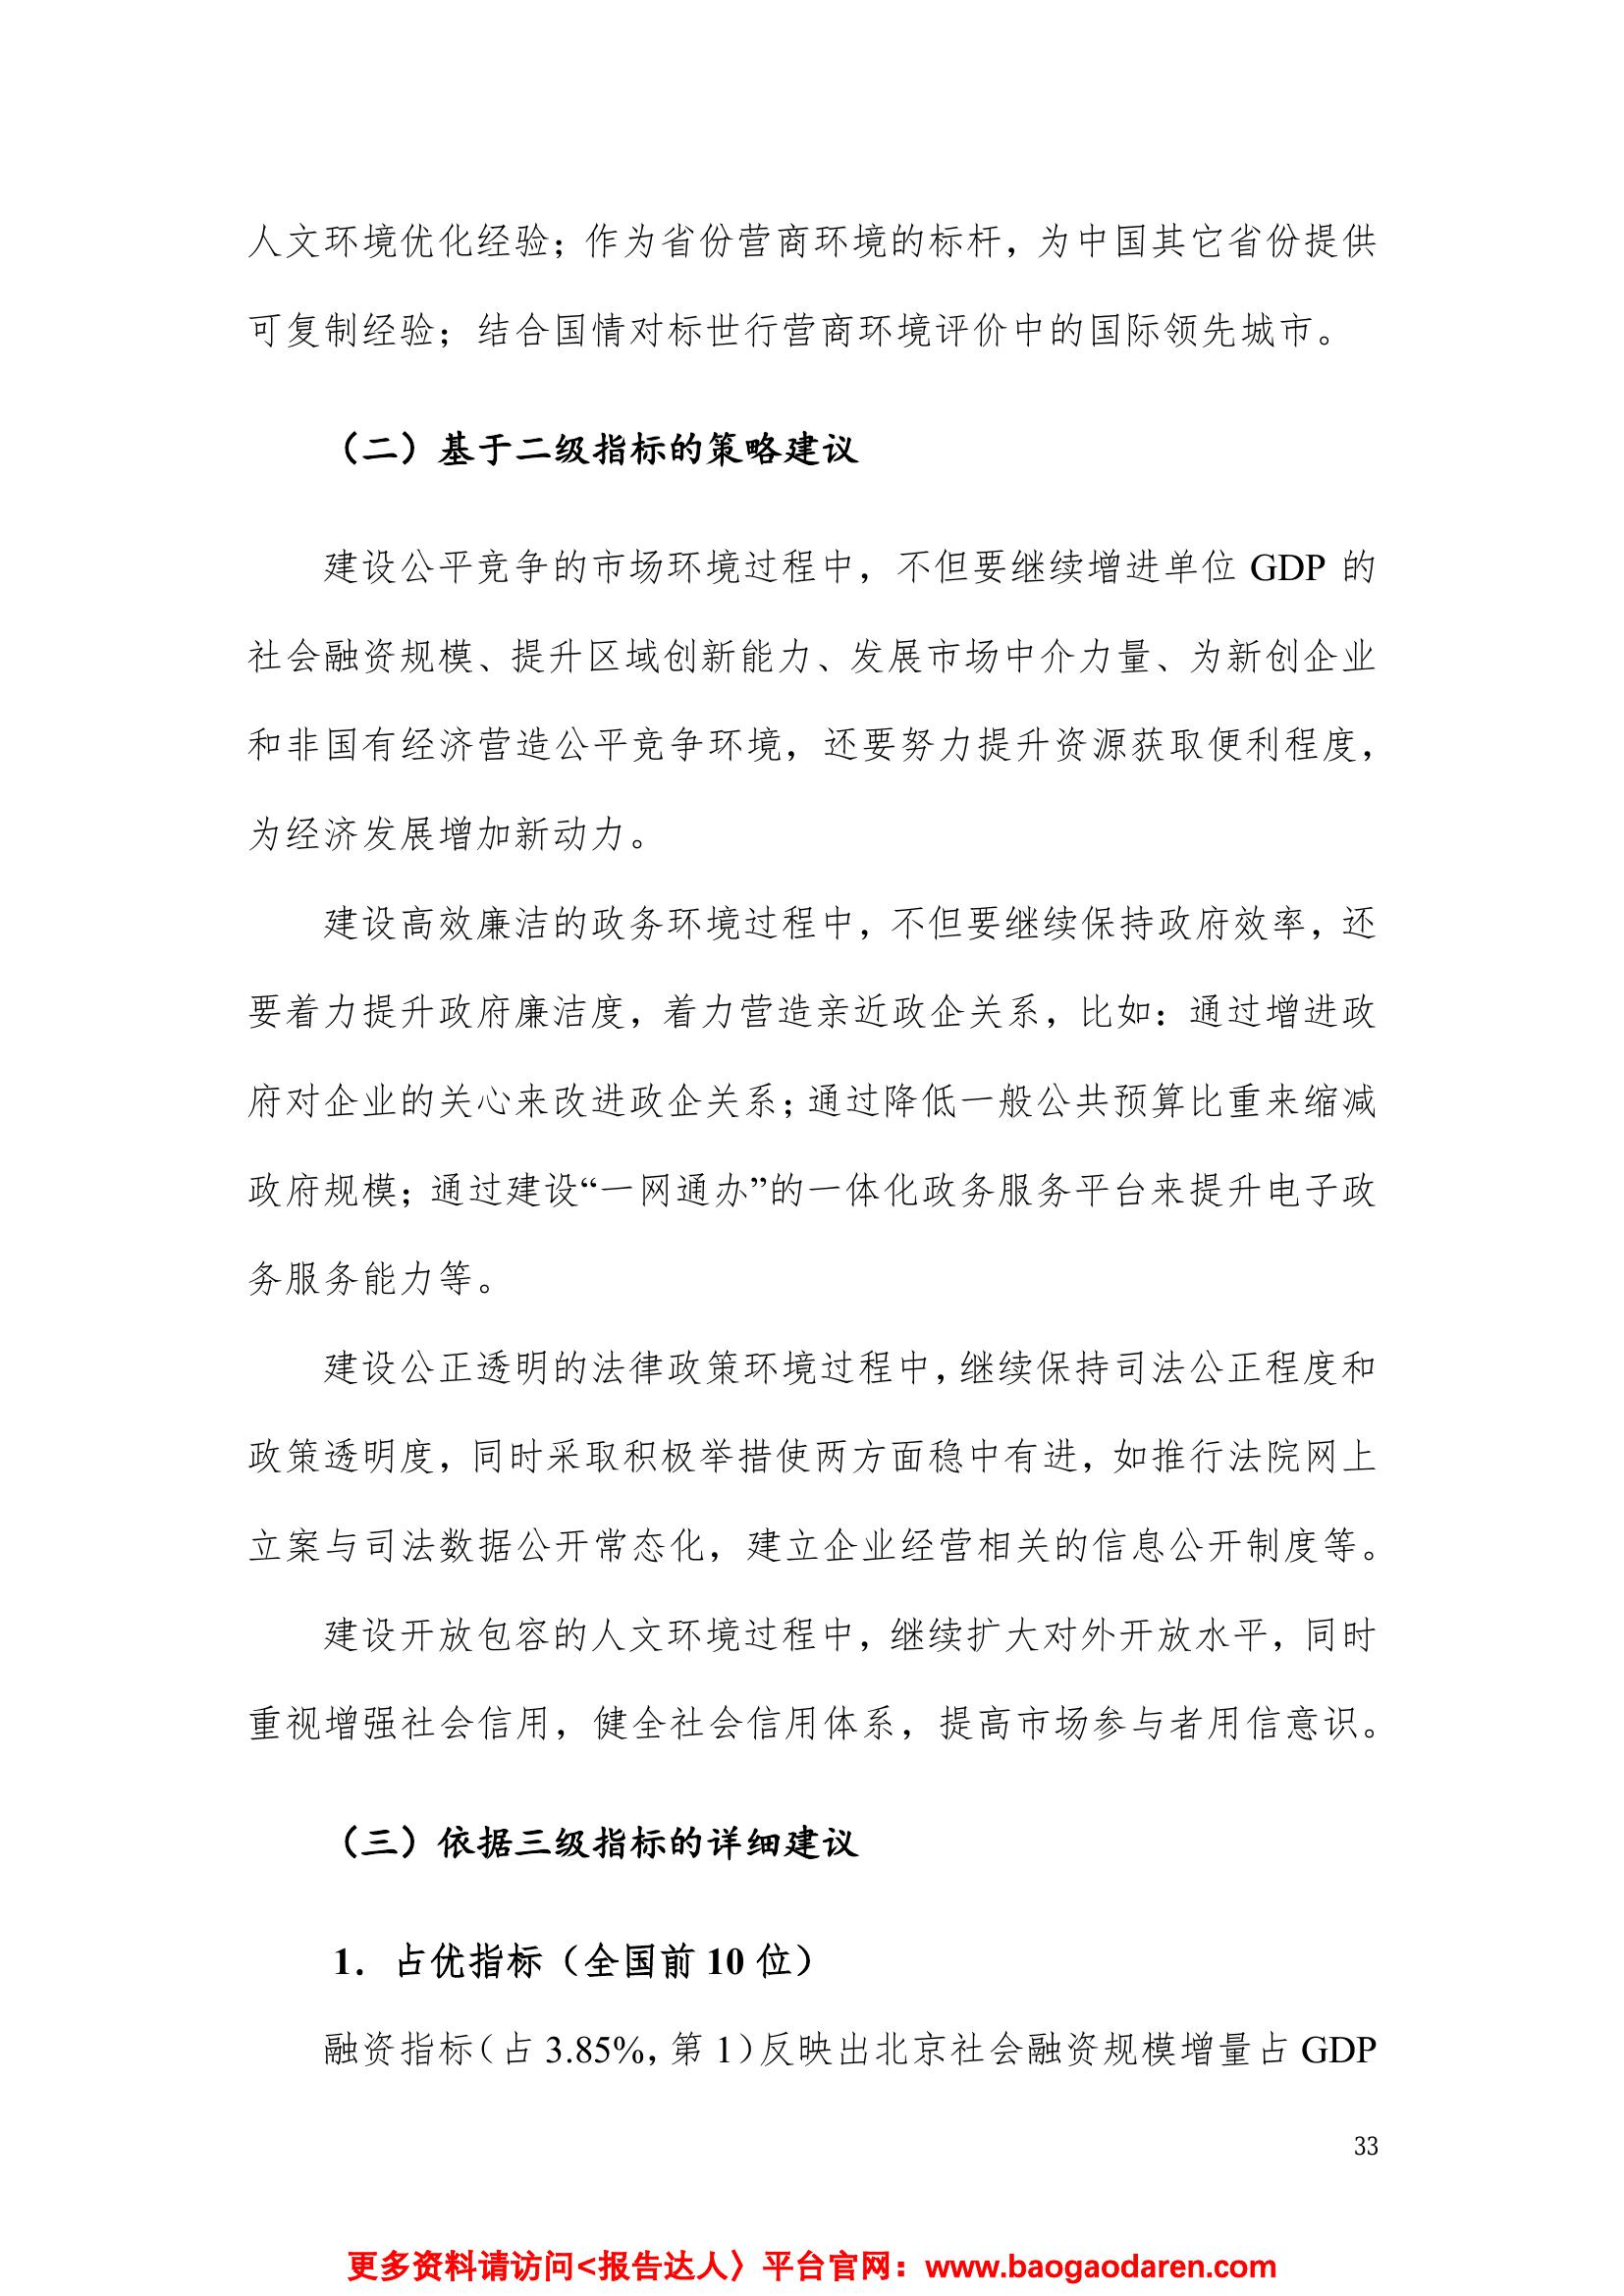 人文环境优化经验；作为省份营商环境的标杆，为中国其它省份提供
可复制经验；结合国情对标世行营商环境评价中的国际领先城市。
（二）基于二级指标的策略建议
建设公平竞争的市场环境过程中，不但要继续增进单位 GDP 的
社会融资规模、提升区域创新能力、发展市场中介力量、为新创企业
和非国有经济营造公平竞争环境，还要努力提升资源获取便利程度，
为经济发展增加新动力。
建设高效廉洁的政务环境过程中，不但要继续保持政府效率，还
要着力提升政府廉洁度，着力营造亲近政企关系，比如：通过增进政
府对企业的关心来改进政企关系；通过降低一般公共预算比重来缩减
政府规模；通过建设“一网通办”的一体化政务服务平台来提升电子政
务服务能力等。
建设公正透明的法律政策环境过程中，继续保持司法公正程度和
政策透明度，同时采取积极举措使两方面稳中有进，如推行法院网上
立案与司法数据公开常态化，建立企业经营相关的信息公开制度等。
建设开放包容的人文环境过程中，继续扩大对外开放水平，同时
重视增强社会信用，健全社会信用体系，提高市场参与者用信意识。
（三）依据三级指标的详细建议
1．占优指标（全国前 10 位）
融资指标（占 3.85%，第 1）反映出北京社会融资规模增量占 GDP
33
更多资料请访问<报告达人〉平台官网：www.baogaodaren.com